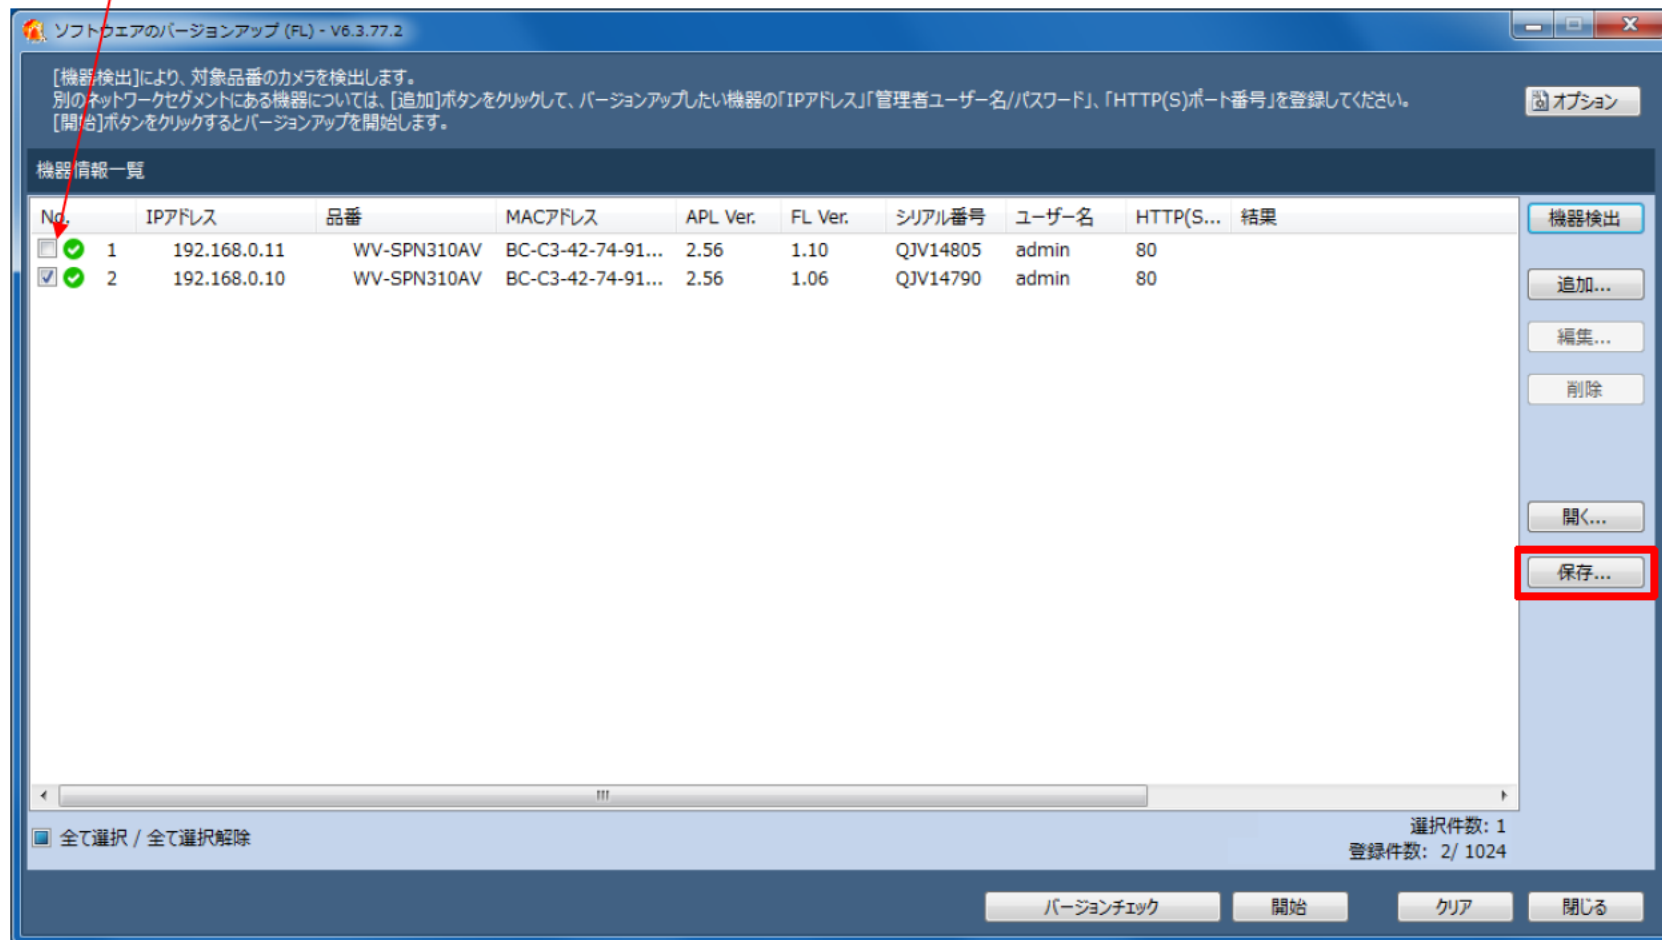 ソフトウェアのバージョンアップ (FL) - V6.3.77.2
[機器検出]により、対象品番のカメラを検出します。
別のネットワークセグメントにある機器については、[追加]ボタンをクリックして、バージョンアップしたい機器の「IPアドレス」「管理者ユーザー名/パスワード」、「HTTP(S)ポート番号」を登録してください。
[開始]ボタンをクリックするとバージョンアップを開始します。
オプション
機器情報一覧
No. IPアドレス 品番 MACアドレス APL Ver. FL Ver. シリアル番号 ユーザー名 HTTP(S... 結果
1 192.168.0.11 WV-SPN310AV BC-C3-42-74-91... 2.56 1.10 QJV14805 admin 80
2 192.168.0.10 WV-SPN310AV BC-C3-42-74-91... 2.56 1.06 QJV14790 admin 80
機器検出
追加...
編集...
削除
開く...
保存...
全て選択 / 全て選択解除
選択件数: 1
登録件数: 2/ 1024
バージョンチェック 開始 クリア 閉じる